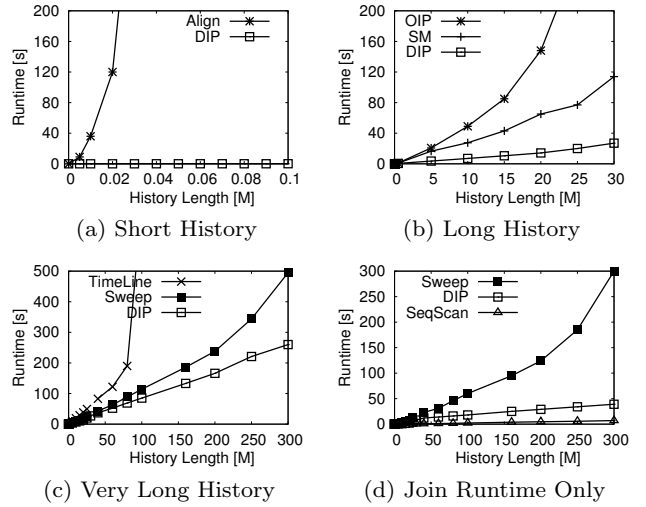 Runtime [s]
200
160
120
80
40
0
Align
DIP
0 0.02 0.04 0.06 0.08 0.1
History Length [M]
(a) Short History
Runtime [s]
200
160
120
80
40
0
OIP
SM
DIP
0 5 10 15 20 25 30
History Length [M]
(b) Long History
Runtime [s]
500
400
300
200
100
0
TimeLine
Sweep
DIP
0 50 100 150 200 250 300
History Length [M]
(c) Very Long History
Runtime [s]
300
250
200
150
100
50
0
Sweep
DIP
SeqScan
0 50 100 150 200 250 300
History Length [M]
(d) Join Runtime Only